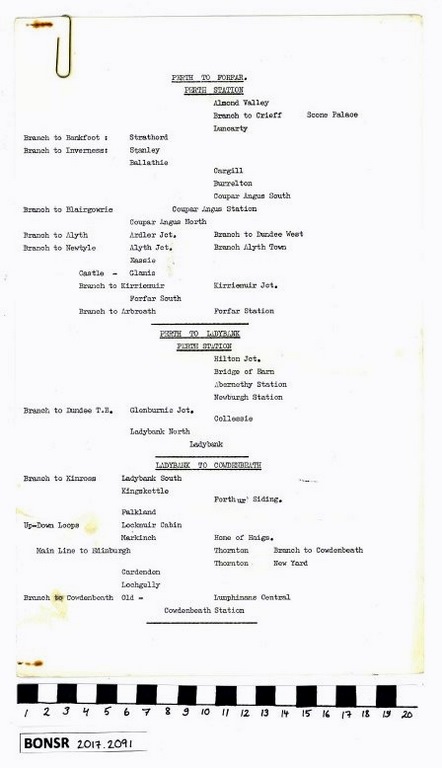 PERTH TO FORFAR.
PERTH STATION
Almond Valley
Branch to Crieff Scone Palace
Luncarty
Branch to Bankfoot : Strathord
Branch to Inverness: Stanley
Ballathie
Cargill
Burrelton
Coupar Angus South
Branch to Blairgowrie Coupar Angus Station
Coupar Angus North
Branch to Alyth Ardler Jct. Branch to Dundee West
Branch to Newtyle Alyth Jct. Branch Alyth Town
Eassie
Castle - Glamis
Branch to Kirriemuir Kirriemuir Jct.
Forfar South
Branch to Arbroath Forfar Station
PERTH TO LADYBANK
PERTH STATION
Hilton Jct.
Bridge of Earn
Abernethy Station
Newburgh Station
Branch to Dundee T.B. Glenburnie Jct.
Collessie
Ladybank North
Ladybank
LADYBANK TO COWDENBEATH
Branch to Kinross Ladybank South
Kingskettle
Forthur Siding.
Falkland
Up-Down Loops Lochmuir Cabin
Markinch Home of Haigs.
Main Line to Edinburgh Thornton Branch to Cowdenbeath
Thornton New Yard
Cardenden
Lochgelly
Branch to Cowdenbeath Old - Lumphinans Central
Cowdenbeath Station
1 2 3 4 5 6 7 8 9 10 11 12 13 14 15 16 17 18 19 20
BONSR 2017.2091